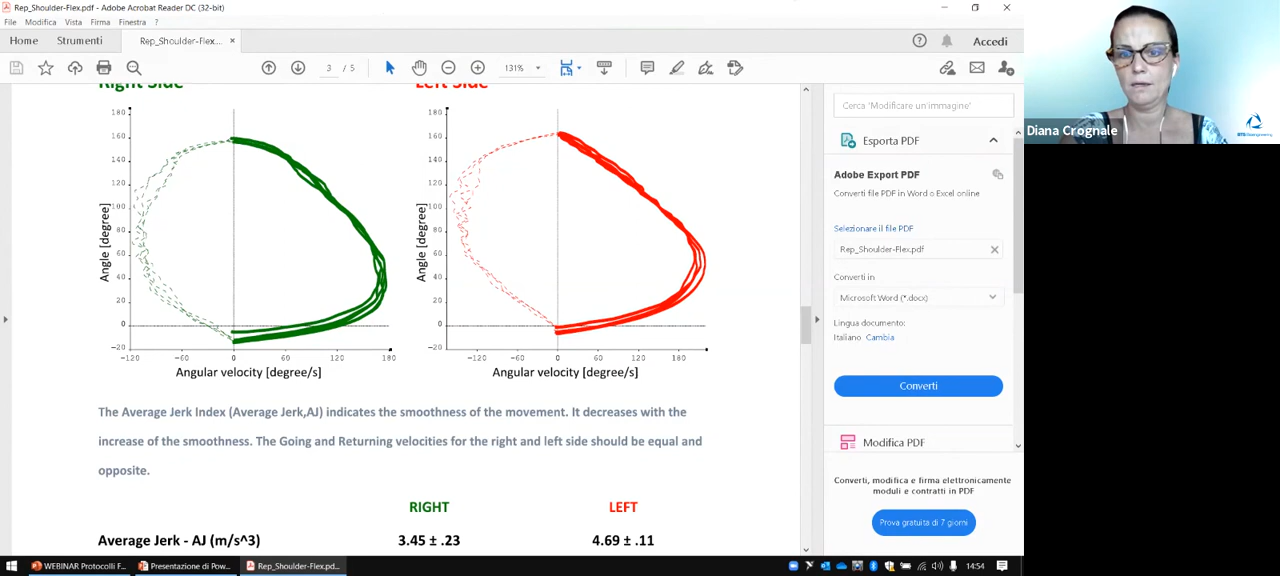 Rep_Shoulder-Flex.pdf - Adobe Acrobat Reader DC (32-bit)
File Modifica Vista Firma Finestra ?
Home Strumenti Rep_Shoulder-Flex.... × Accedi
3 / 5 131%
Right Side Left Side
180 180
160 160
140 140
120 120
100 100
80 80
60 60
40 40
20 20
0 0
-20 -20
Angle [degree] Angle [degree]
-120 -60 0 60 120 180 -120 -60 0 60 120 180
Angular velocity [degree/s] Angular velocity [degree/s]
The Average Jerk Index (Average Jerk,AJ) indicates the smoothness of the movement. It decreases with the
increase of the smoothness. The Going and Returning velocities for the right and left side should be equal and
opposite.
RIGHT LEFT
Average Jerk - AJ (m/s^3) 3.45 ± .23 4.69 ± .11
Cerca "Modificare un'immagine"
Esporta PDF
Adobe Export PDF
Converti file PDF in Word o Excel online
Selezionare il file PDF
Rep_Shoulder-Flex.pdf
Converti in
Microsoft Word (*.docx)
Lingua documento:
Italiano Cambia
Converti
Modifica PDF
Converti, modifica e firma elettronicamente
moduli e contratti in PDF
Prova gratuita di 7 giorni
Diana Crognale
BTS Bioengineering
WEBINAR Protocolli F... Presentazione di Pow... Rep_Shoulder-Flex.pd... 14:54